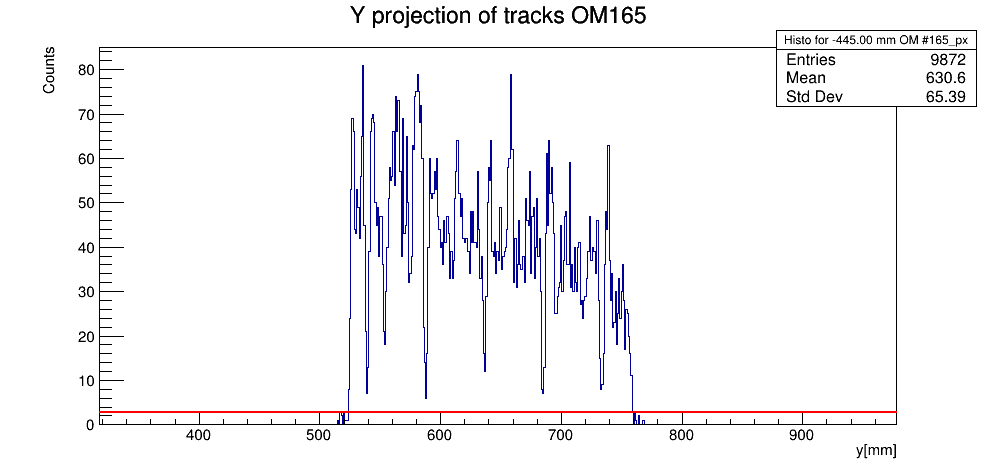 Y projection of tracks OM165
Histo for -445.00 mm OM #165_px
Entries 9872
Mean 630.6
Std Dev 65.39
Counts
80
70
60
50
40
30
20
10
0
400 500 600 700 800 900
y[mm]